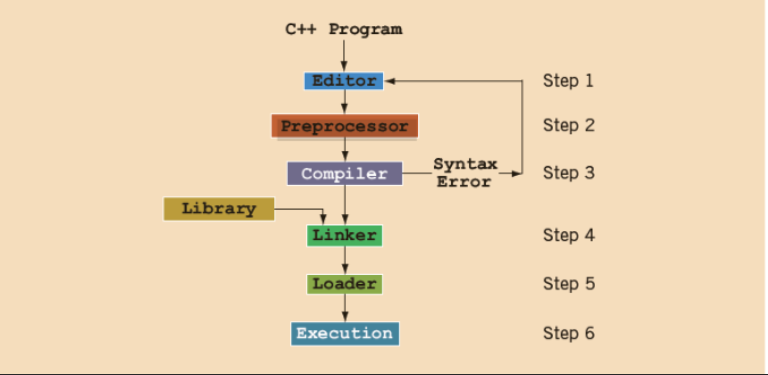 C++ Program
Editor Step 1
Preprocessor Step 2
Compiler Syntax Error Step 3
Library
Linker Step 4
Loader Step 5
Execution Step 6